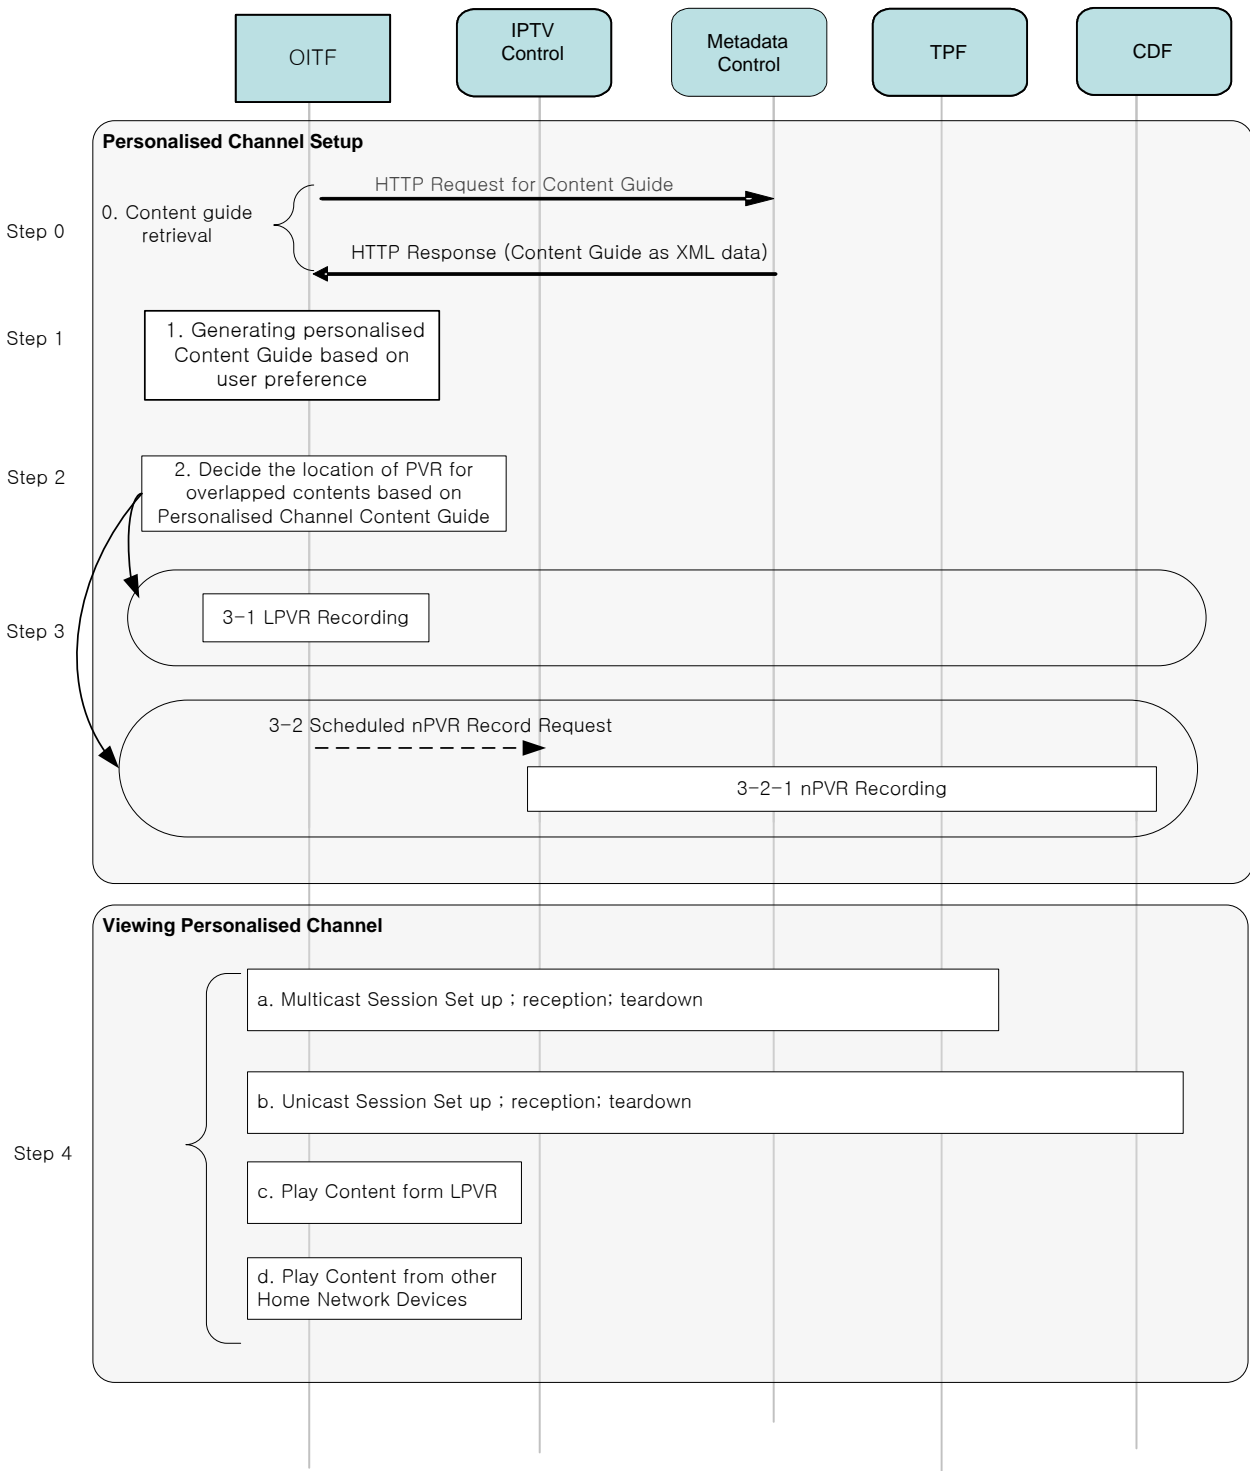 OITF
IPTV
Control
Metadata
Control
TPF
CDF
Personalised Channel Setup
Step 0
0. Content guide
retrieval
HTTP Request for Content Guide
HTTP Response (Content Guide as XML data)
Step 1
1. Generating personalised
Content Guide based on
user preference
Step 2
2. Decide the location of PVR for
overlapped contents based on
Personalised Channel Content Guide
Step 3
3-1 LPVR Recording
3-2 Scheduled nPVR Record Request
3-2-1 nPVR Recording
Viewing Personalised Channel
a. Multicast Session Set up ; reception; teardown
b. Unicast Session Set up ; reception; teardown
Step 4
c. Play Content form LPVR
d. Play Content from other
Home Network Devices